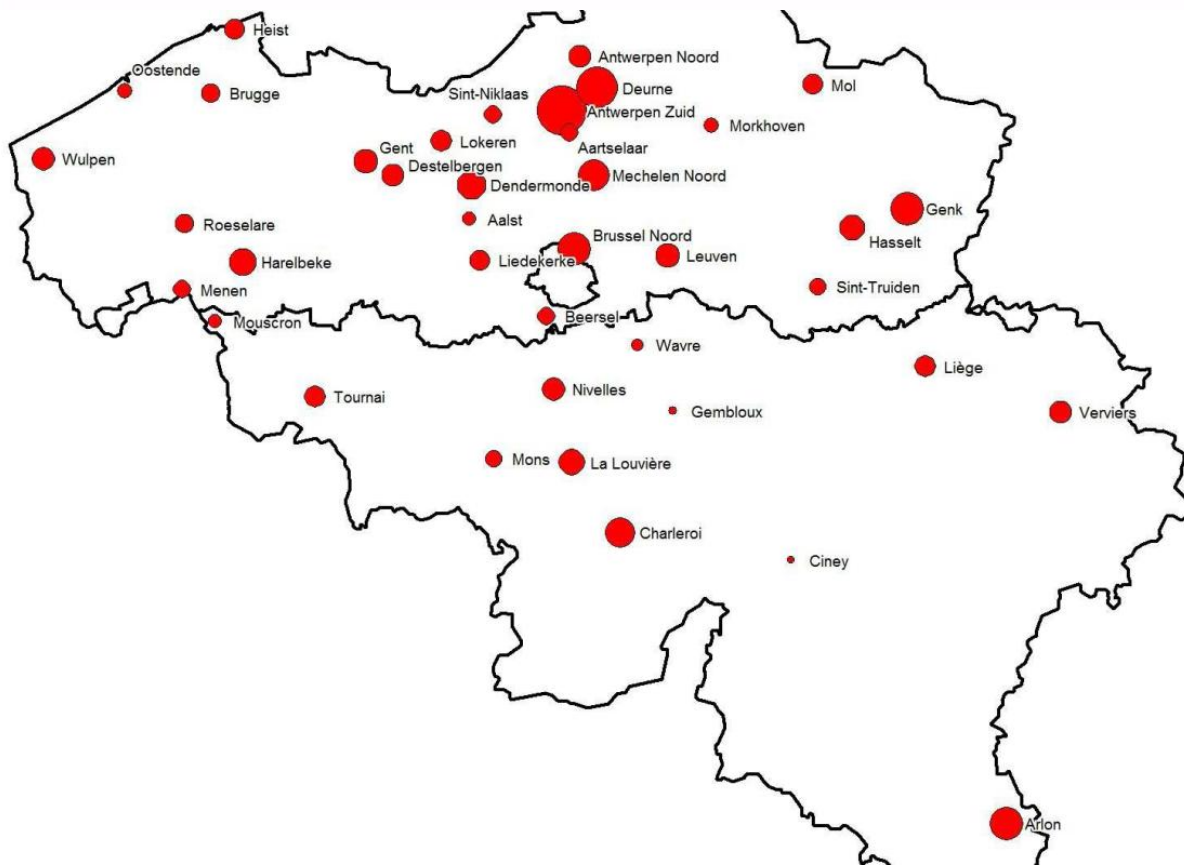 Heist
Antwerpen Noord
Oostende
Deurne
Mol
Brugge
Sint-Niklaas
Antwerpen Zuid
Morkhoven
Lokeren
Aartselaar
Gent
Wulpen
Destelbergen
Mechelen Noord
Dendermonde
Genk
Aalst
Roeselare
Brussel Noord
Hasselt
Leuven
Harelbeke
Liedekerke
Sint-Truiden
Menen
Beersel
Mouscron
Wavre
Liège
Nivelles
Tournai
Gembloux
Verviers
Mons
La Louvière
Charleroi
Ciney
Arlon